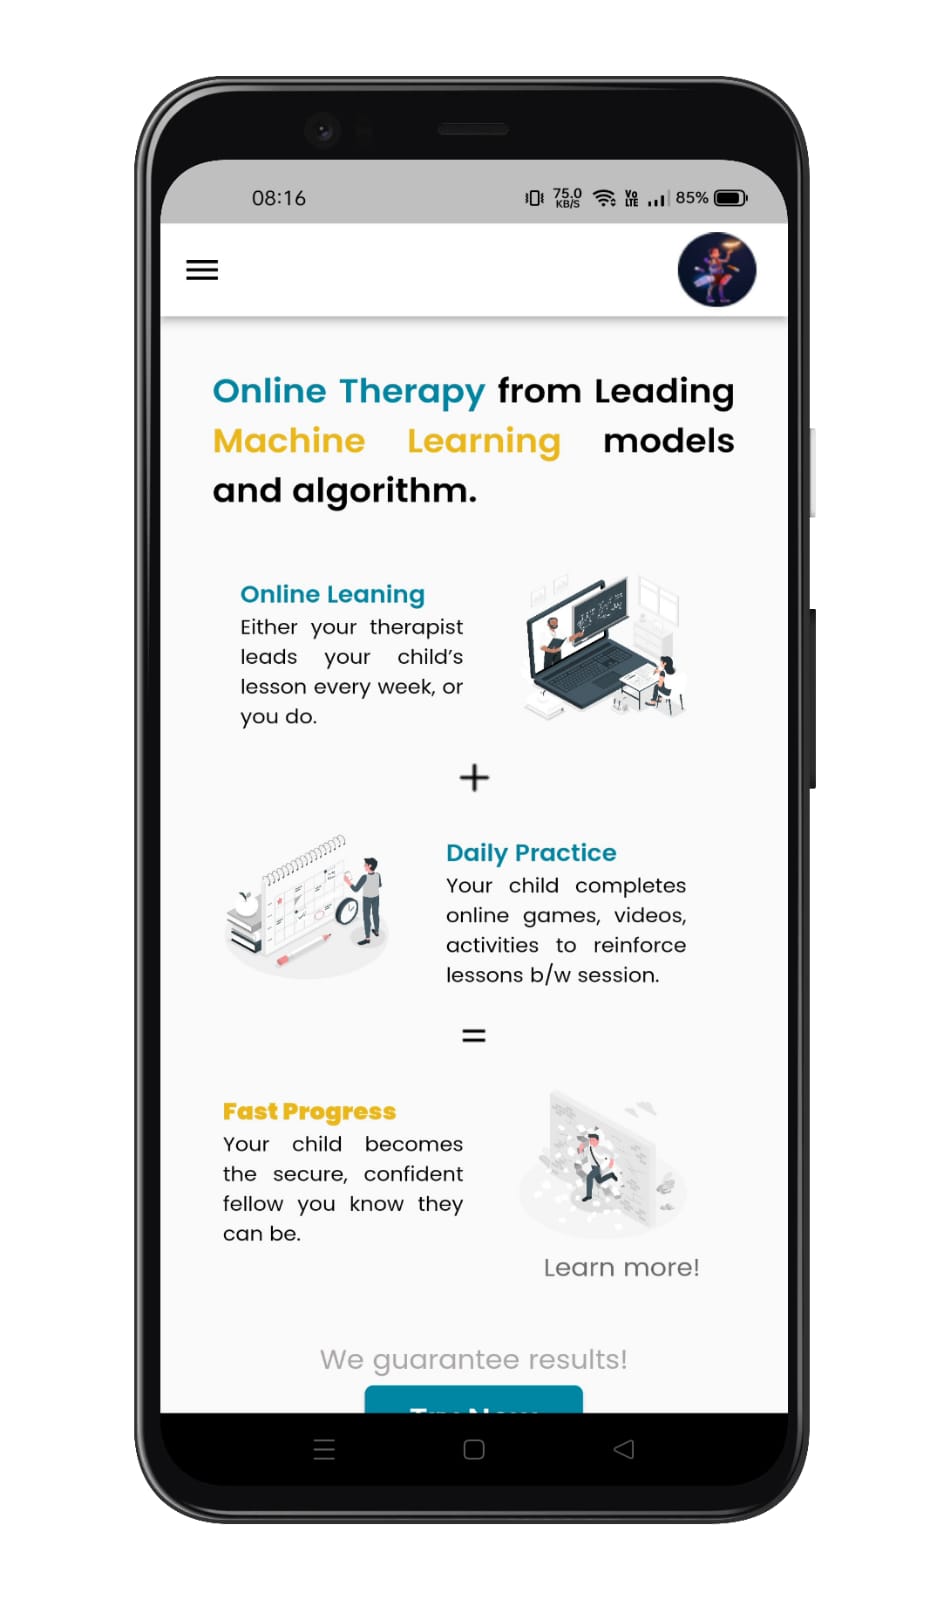 08:16
75.0
KB/S
Vo
LTE
85%
Online Therapy from Leading
Machine Learning models
and algorithm.
Online Leaning
Either your therapist
leads your child's
lesson every week, or
you do.
+
Daily Practice
Your child completes
online games, videos,
activities to reinforce
lessons b/w session.
=
Fast Progress
Your child becomes
the secure, confident
fellow you know they
can be.
Learn more!
We guarantee results!
Try Now